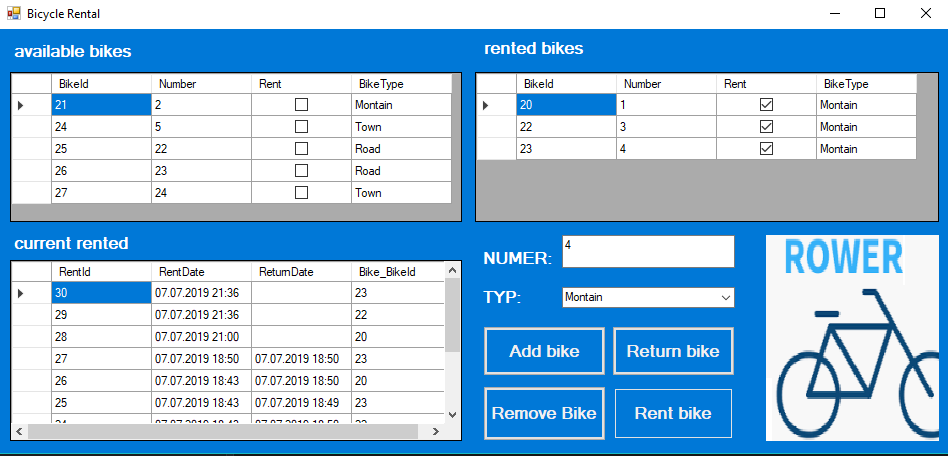 Bicycle Rental
available bikes
BikeId Number Rent BikeType
21 2 Montain
24 5 Town
25 22 Road
26 23 Road
27 24 Town
rented bikes
BikeId Number Rent BikeType
20 1 Montain
22 3 Montain
23 4 Montain
current rented
RentId RentDate ReturnDate Bike_BikeId
30 07.07.2019 21:36 23
29 07.07.2019 21:36 22
28 07.07.2019 21:00 20
27 07.07.2019 18:50 07.07.2019 18:50 23
26 07.07.2019 18:43 07.07.2019 18:50 20
25 07.07.2019 18:43 07.07.2019 18:49 23
NUMER: 4
TYP: Montain
Add bike Return bike
Remove Bike Rent bike
ROWER